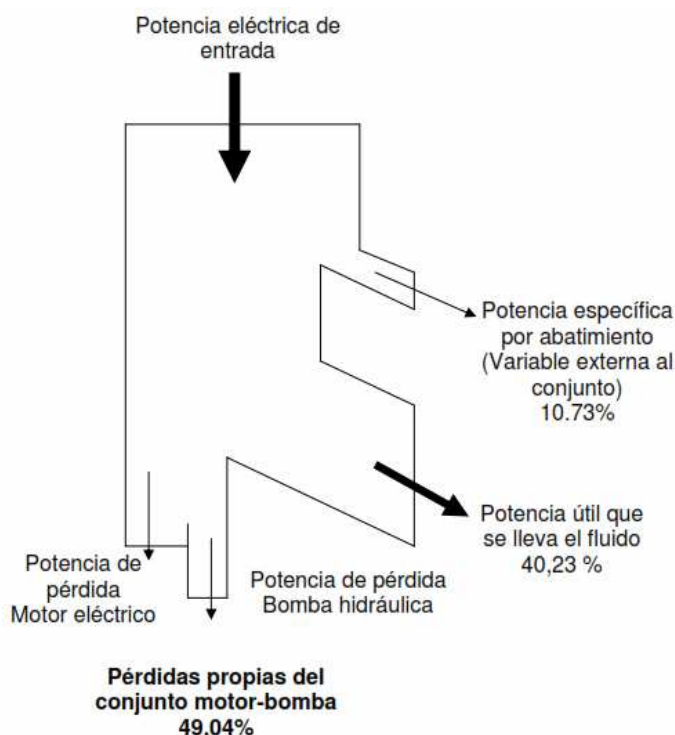 Potencia eléctrica de
entrada
Potencia específica
por abatimiento
(Variable externa al
conjunto)
10.73%
Potencia útil que
se lleva el fluido
40,23 %
Potencia de
pérdida
Motor eléctrico
Potencia de pérdida
Bomba hidráulica
Pérdidas propias del
conjunto motor-bomba
49.04%